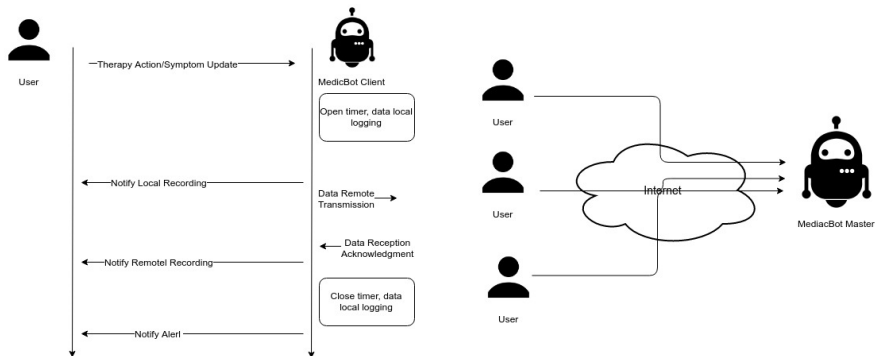 User
Therapy Action/Symptom Update
MedicBot Client
Open timer, data local
logging
Notify Local Recording
Data Remote
Transmission
Data Reception
Acknowledgment
Notify Remotel Recording
Close timer, data
local logging
Notify Alerl
User
User
Internet
User
MediacBot Master